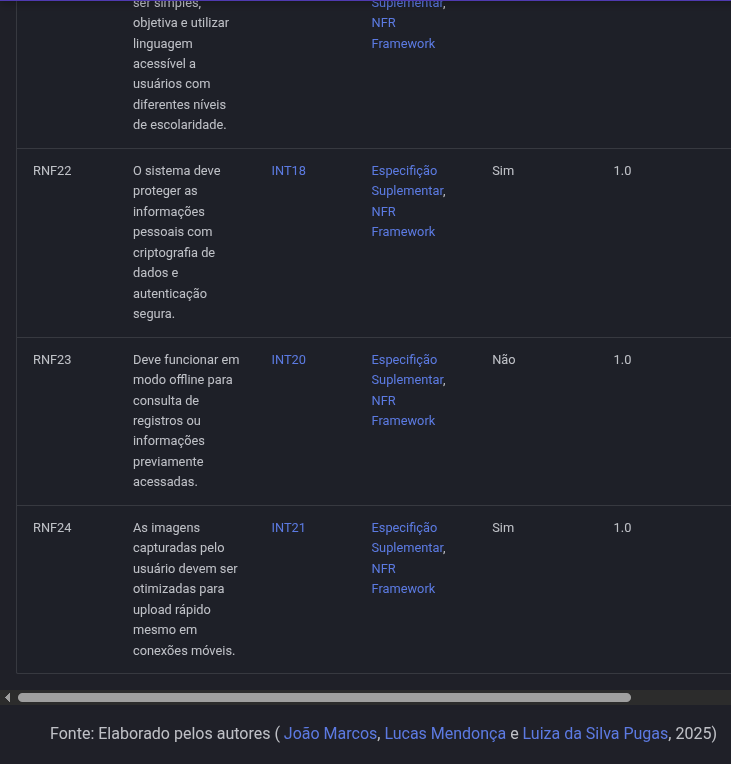 ser simples,
Suplementar,
objetiva e utilizar
NFR
linguagem
Framework
acessível a
usuários com
diferentes níveis
de escolaridade.
RNF22
O sistema deve
proteger as
informações
pessoais com
criptografia de
dados e
autenticação
segura.
INT18
Especifição
Suplementar,
NFR
Framework
Sim
1.0
RNF23
Deve funcionar em
modo offline para
consulta de
registros ou
informações
previamente
acessadas.
INT20
Especifição
Suplementar,
NFR
Framework
Não
1.0
RNF24
As imagens
capturadas pelo
usuário devem ser
otimizadas para
upload rápido
mesmo em
conexões móveis.
INT21
Especifição
Suplementar,
NFR
Framework
Sim
1.0
Fonte: Elaborado pelos autores ( João Marcos, Lucas Mendonça e Luiza da Silva Pugas, 2025)